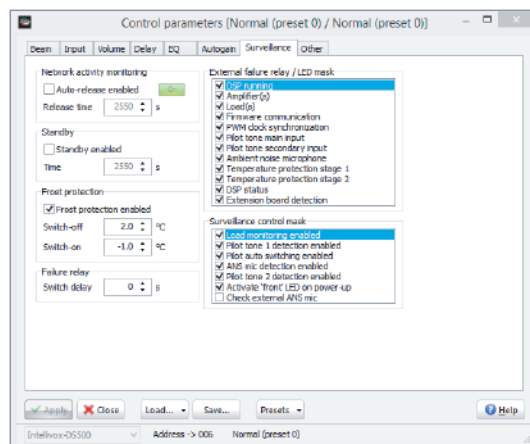 Control parameters [Normal (preset 0) / Normal (preset 0)]
Beam Input Volume Delay EQ Autogain Surveillance Other
Network activity monitoring
Auto-release enabled
Release time 2550 s
Standby
Standby enabled
Time 2550 s
Frost protection
Frost protection enabled
Switch-off 2.0 °C
Switch-on -1.0 °C
Failure relay
Switch delay 0 s
External failure relay / LED mask
DSP running
Amplifier(s)
Load(s)
Firmware communication
PWM clock synchronization
Pilot tone main input
Pilot tone secondary input
Ambient noise microphone
Temperature protection stage 1
Temperature protection stage 2
DSP status
Extension board detection
Surveillance control mask
Load monitoring enabled
Pilot tone 1 detection enabled
Pilot auto switching enabled
ANS mic detection enabled
Pilot tone 2 detection enabled
Activate 'front' LED on power-up
Check external ANS mic
Apply Close Load... Save... Presets Help
Intellivox-DS500 Address -> 006 Normal (preset 0)